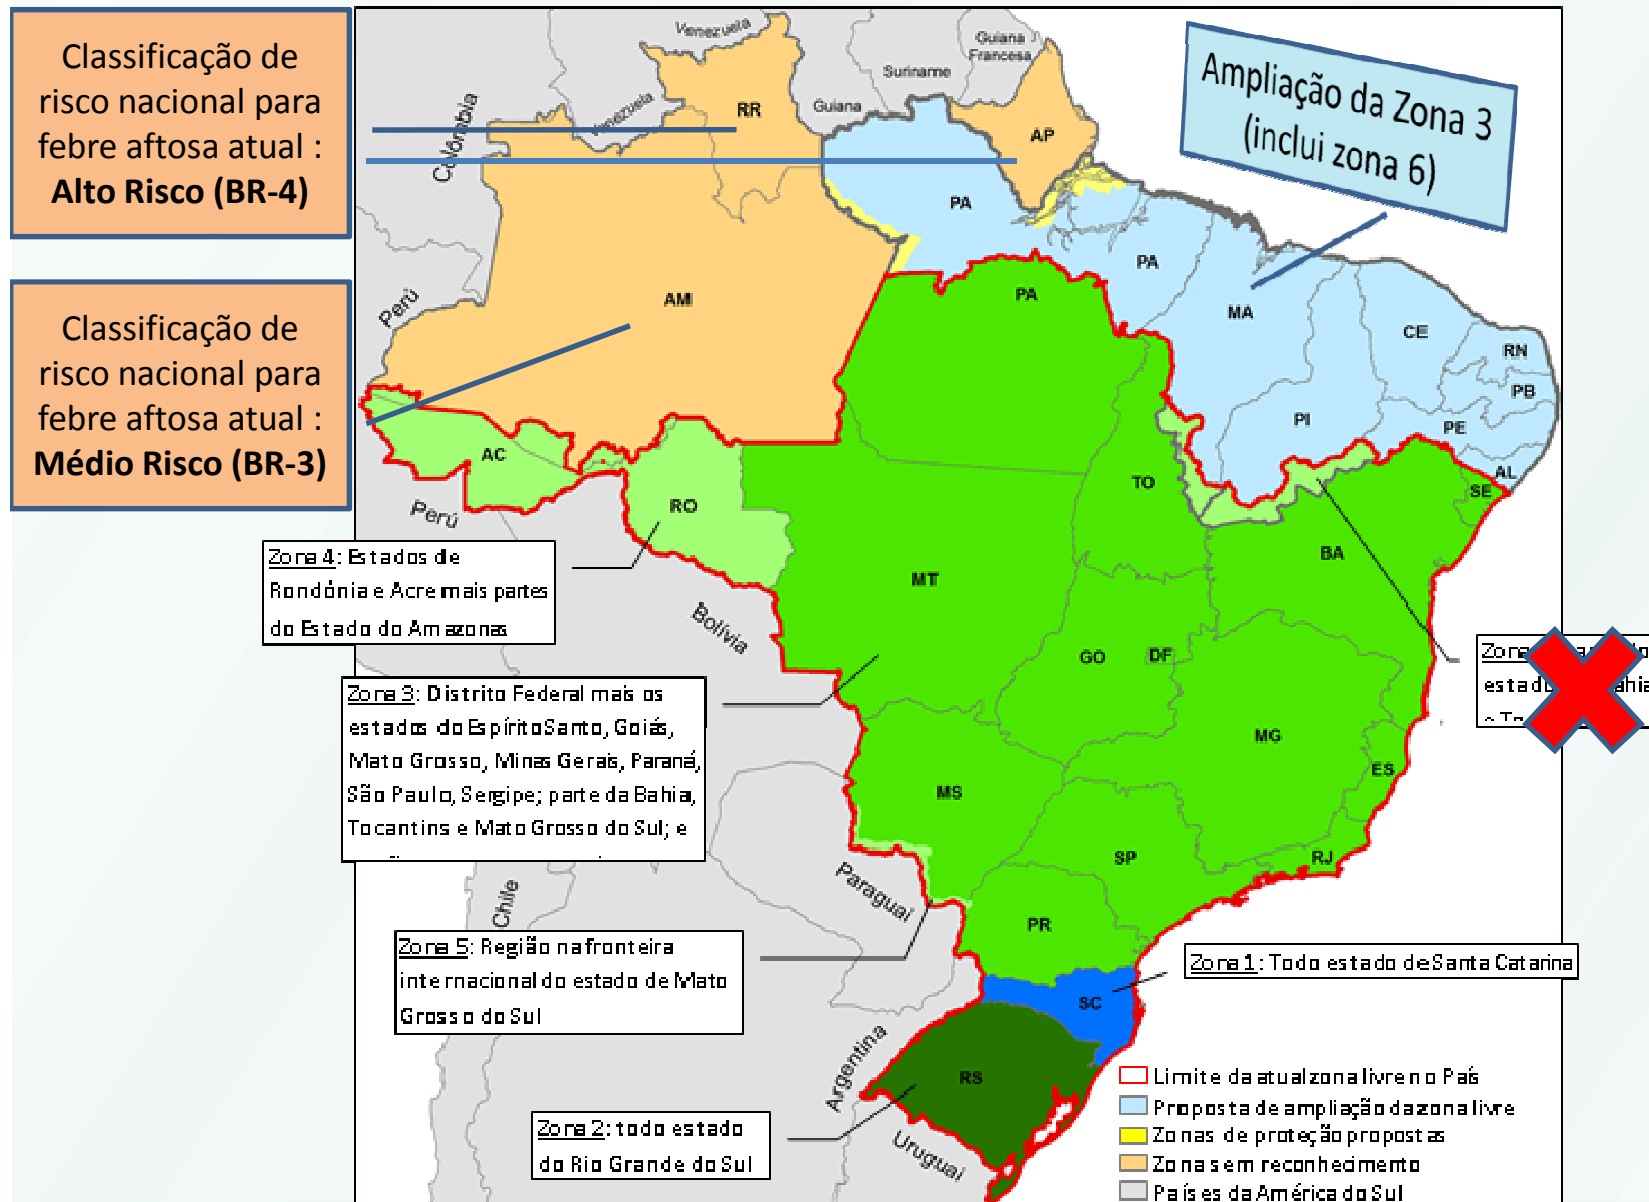 Classificação de
risco nacional para
febre aftosa atual :
Alto Risco (BR-4)
Classificação de
risco nacional para
febre aftosa atual :
Médio Risco (BR-3)
Ampliação da Zona 3
(inclui zona 6)
Venezuela
Guiana
Francesa
Suriname
Guiana
Venezuela
Colômbia
RR
AP
PA
PA
PA
AM
MA
CE
RN
PB
PE
PI
AL
SE
Perú
AC
Perú
RO
TO
BA
MT
Bolívia
GO
DF
MG
ES
MS
SP
RJ
Paraguai
PR
Chile
SC
Argentina
RS
Uruguai
Zona 4: Estados de
Rondônia e Acre mais partes
do Estado do Amazonas
Zona 3: Distrito Federal mais os
estados do Espírito Santo, Goiás,
Mato Grosso, Minas Gerais, Paraná,
São Paulo, Sergipe; parte da Bahia,
Tocantins e Mato Grosso do Sul; e
Zona
estado ahia
Zona 5: Região na fronteira
internacional do estado de Mato
Grosso do Sul
Zona 1: Todo estado de Santa Catarina
Zona 2: todo estado
do Rio Grande do Sul
Limite da atual zona livre no País
Proposta de ampliação da zona livre
Zonas de proteção propostas
Zona sem reconhecimento
Países da América do Sul